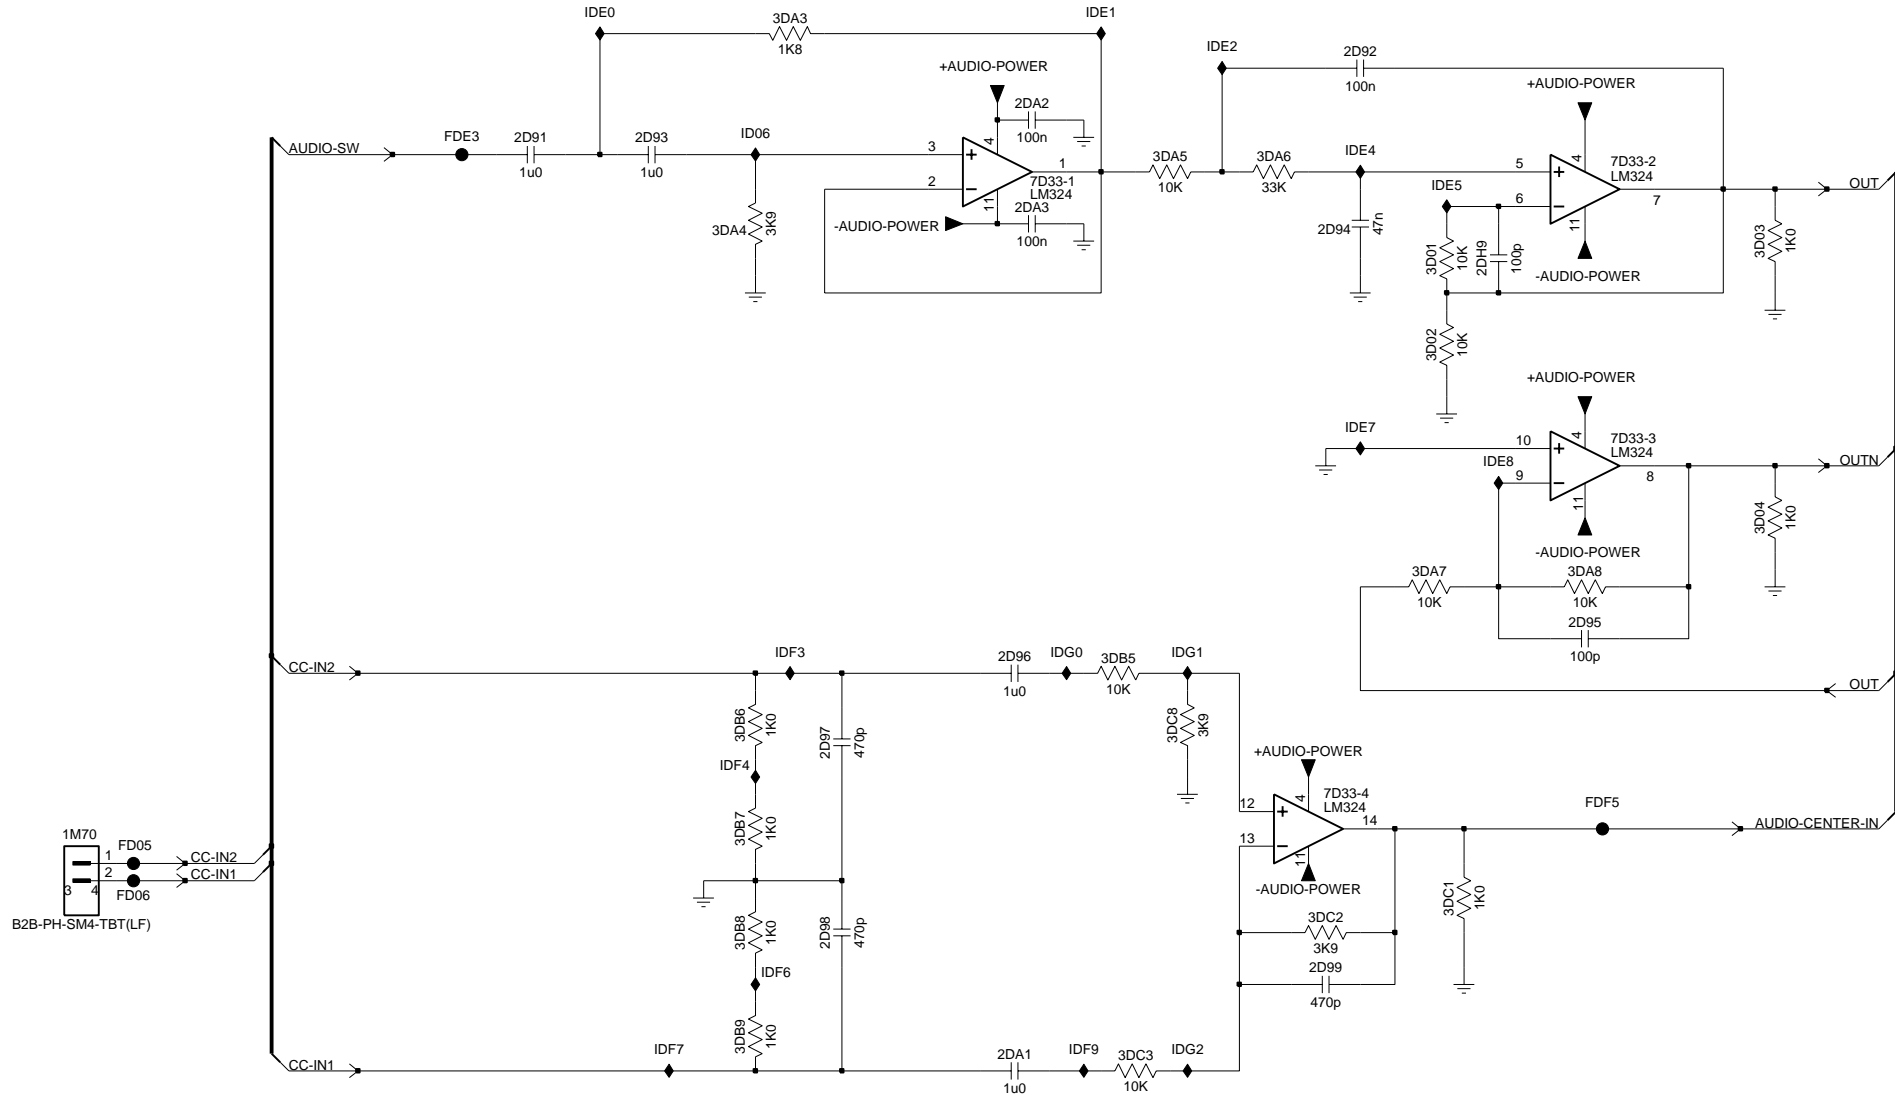 IDE0
3DA3
1K8
IDE1
IDE2
2D92
100n
+AUDIO-POWER
+AUDIO-POWER
AUDIO-SW
FDE3
2D91
1u0
2D93
1u0
ID06
3DA4
3K9
3
2
4
11
1
7D33-1
LM324
2DA2
100n
2DA3
100n
-AUDIO-POWER
3DA5
10K
3DA6
33K
IDE4
2D94
47n
IDE5
5
6
4
11
7
7D33-2
LM324
-AUDIO-POWER
3D01
10K
2DH9
100p
3D02
10K
3D03
1K0
OUT
+AUDIO-POWER
IDE7
IDE8
10
9
4
11
8
7D33-3
LM324
-AUDIO-POWER
3D04
1K0
OUTN
3DA7
10K
3DA8
10K
2D95
100p
OUT
CC-IN2
IDF3
2D96
1u0
IDG0
3DB5
10K
IDG1
3DC8
3K9
3DB6
1K0
2D97
470p
IDF4
3DB7
1K0
+AUDIO-POWER
12
13
4
11
14
7D33-4
LM324
-AUDIO-POWER
FDF5
AUDIO-CENTER-IN
3DC1
1K0
3DC2
3K9
2D99
470p
1M70
1
2
3
4
FD05
FD06
CC-IN2
CC-IN1
B2B-PH-SM4-TBT(LF)
3DB8
1K0
2D98
470p
IDF6
3DB9
1K0
CC-IN1
IDF7
2DA1
1u0
IDF9
3DC3
10K
IDG2